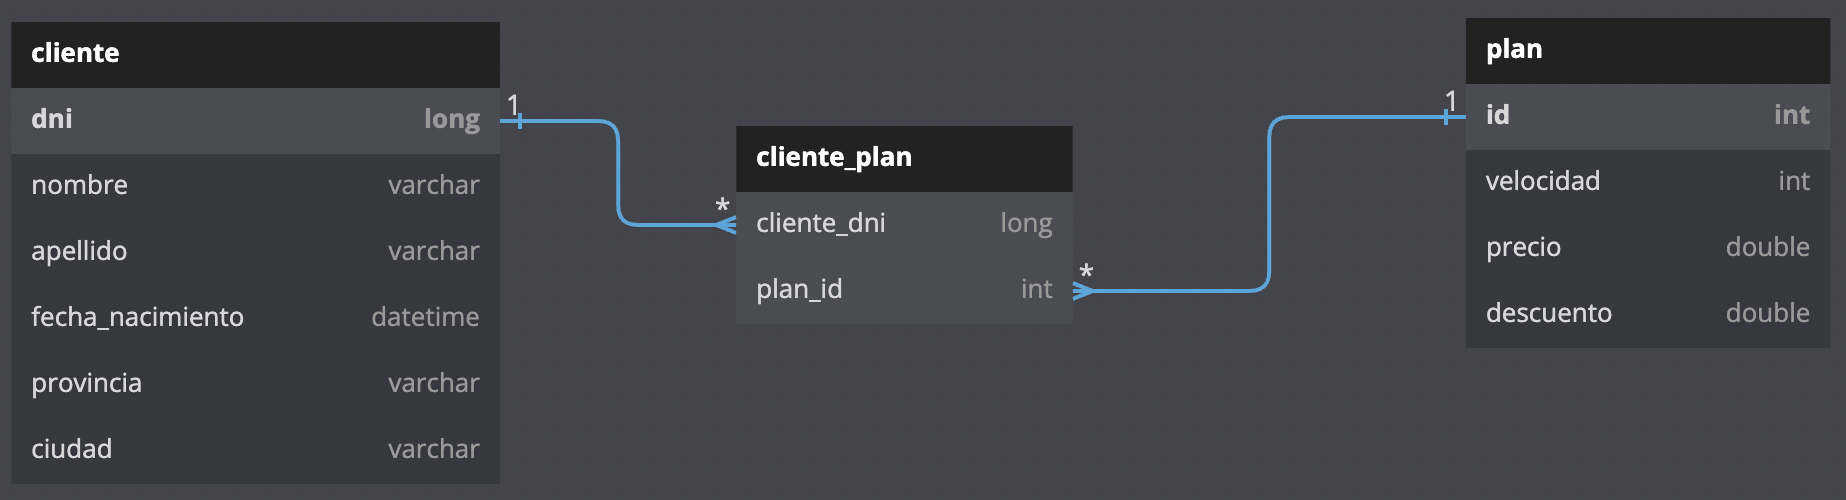 cliente
dni long
nombre varchar
apellido varchar
fecha_nacimiento datetime
provincia varchar
ciudad varchar
1
*
cliente_plan
cliente_dni long
plan_id int
*
1
plan
id int
velocidad int
precio double
descuento double